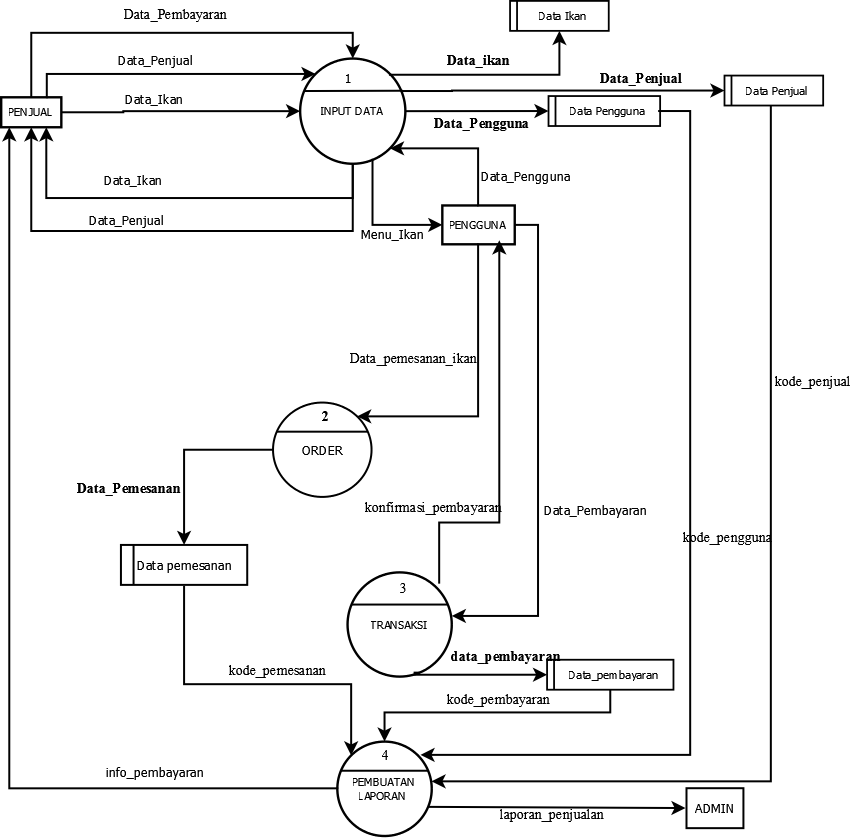 Data_Pembayaran
Data Ikan
Data_Penjual
Data_ikan
1
Data_Penjual
Data Penjual
PENJUAL
Data_Ikan
INPUT DATA
Data Pengguna
Data_Pengguna
Data_Ikan
Data_Pengguna
Data_Penjual
Menu_Ikan
PENGGUNA
Data_pemesanan_ikan
kode_penjual
2
ORDER
Data_Pemesanan
konfirmasi_pembayaran
Data_Pembayaran
kode_pengguna
Data pemesanan
3
TRANSAKSI
data_pembayaran
kode_pemesanan
Data_pembayaran
kode_pembayaran
4
info_pembayaran
PEMBUATAN
LAPORAN
laporan_penjualan
ADMIN